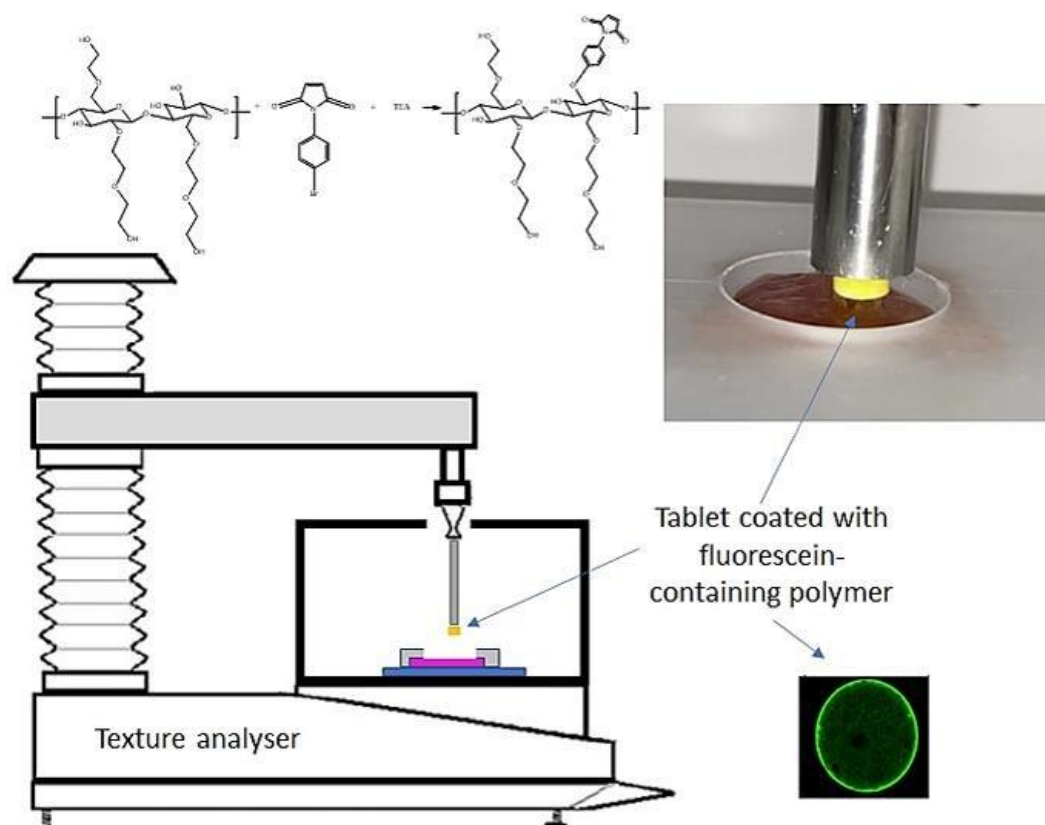 + + TEA
Tablet coated with
fluorescein-
containing polymer
Texture analyser